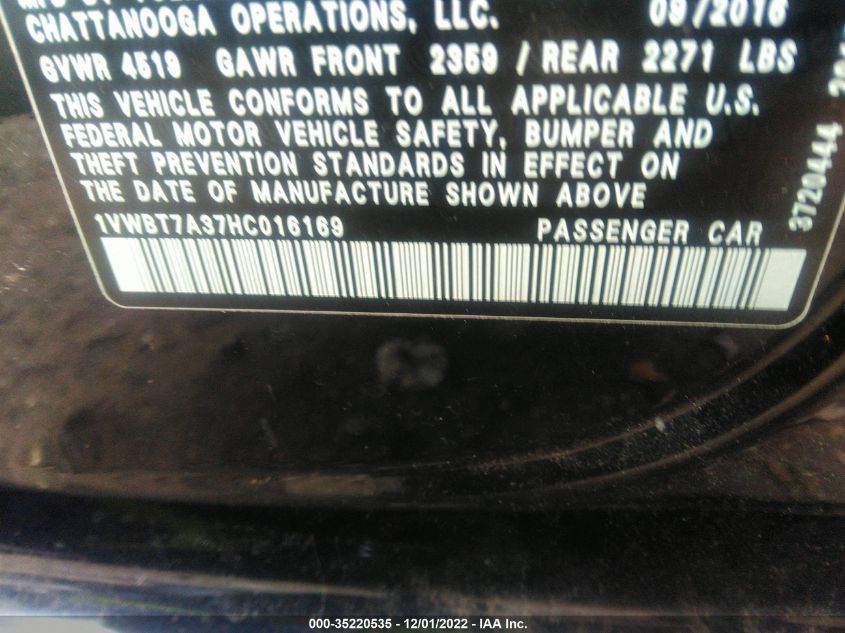 CHATTANOOGA OPERATIONS, LLC. 09/2016
GVWR 4519 GAWR FRONT 2359 / REAR 2271 LBS
THIS VEHICLE CONFORMS TO ALL APPLICABLE U.S.
FEDERAL MOTOR VEHICLE SAFETY, BUMPER AND
THEFT PREVENTION STANDARDS IN EFFECT ON
THE DATE OF MANUFACTURE SHOWN ABOVE
1VWBT7A37HC016169 PASSENGER CAR
3720444
000-35220535 - 12/01/2022 - IAA Inc.